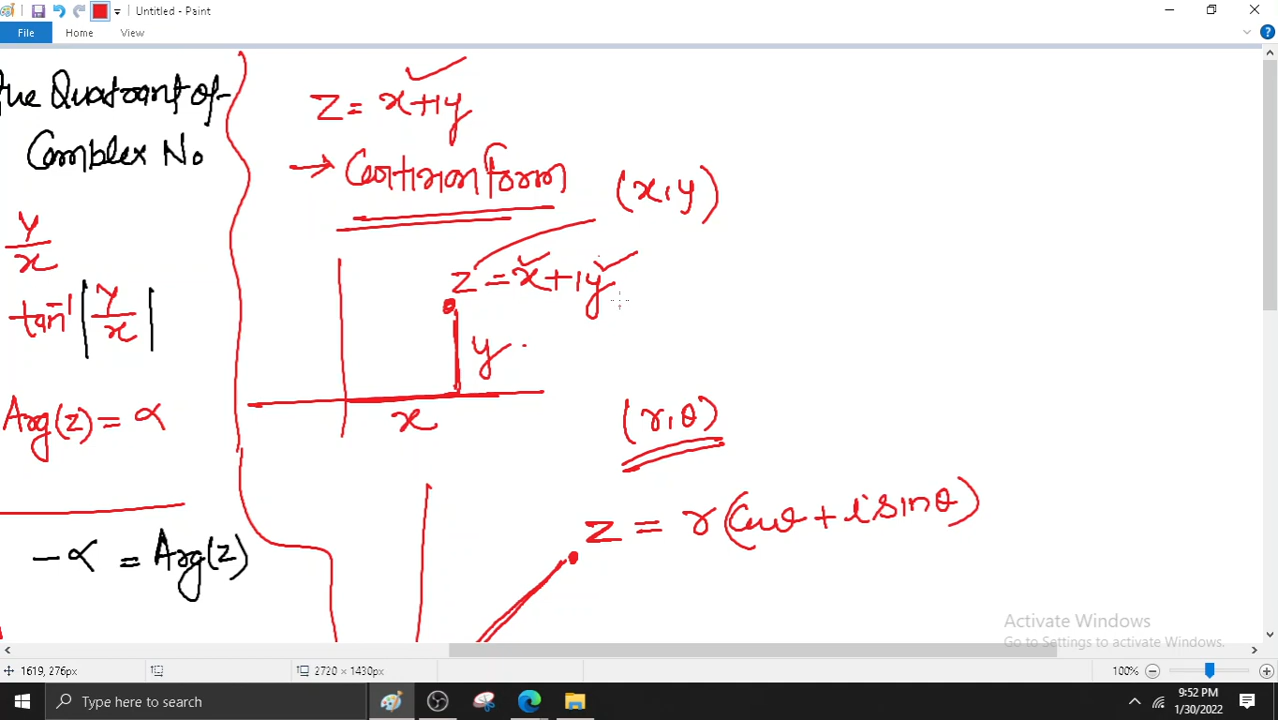 Untitled - Paint
File Home View
the Quadrant of
Complex No
y
x
tan⁻¹ |y/x|
Arg(z) = α
-α = Arg(z)
z = x+iy
→ Cartisian form
(x,y)
z = x+iy
y
x
(r,θ)
z = r(cosθ + i sinθ)
Activate Windows
Go to Settings to activate Windows.
1619, 276px
2720 × 1430px
100%
Type here to search
9:52 PM
1/30/2022